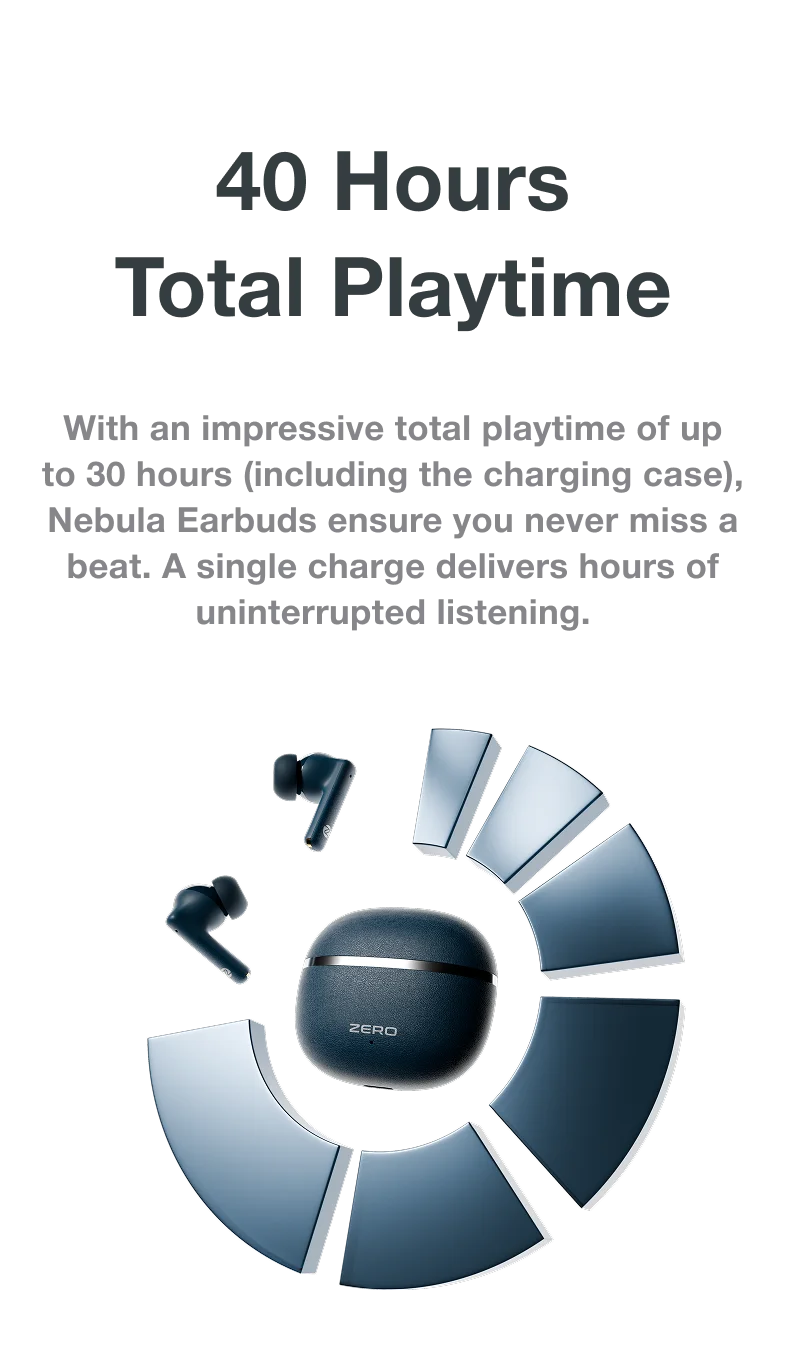 40 Hours
Total Playtime
With an impressive total playtime of up
to 30 hours (including the charging case),
Nebula Earbuds ensure you never miss a
beat. A single charge delivers hours of
uninterrupted listening.
ZERO